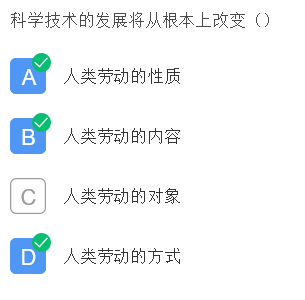 科学技术的发展将从根本上改变（）
A 人类劳动的性质
B 人类劳动的内容
C 人类劳动的对象
D 人类劳动的方式